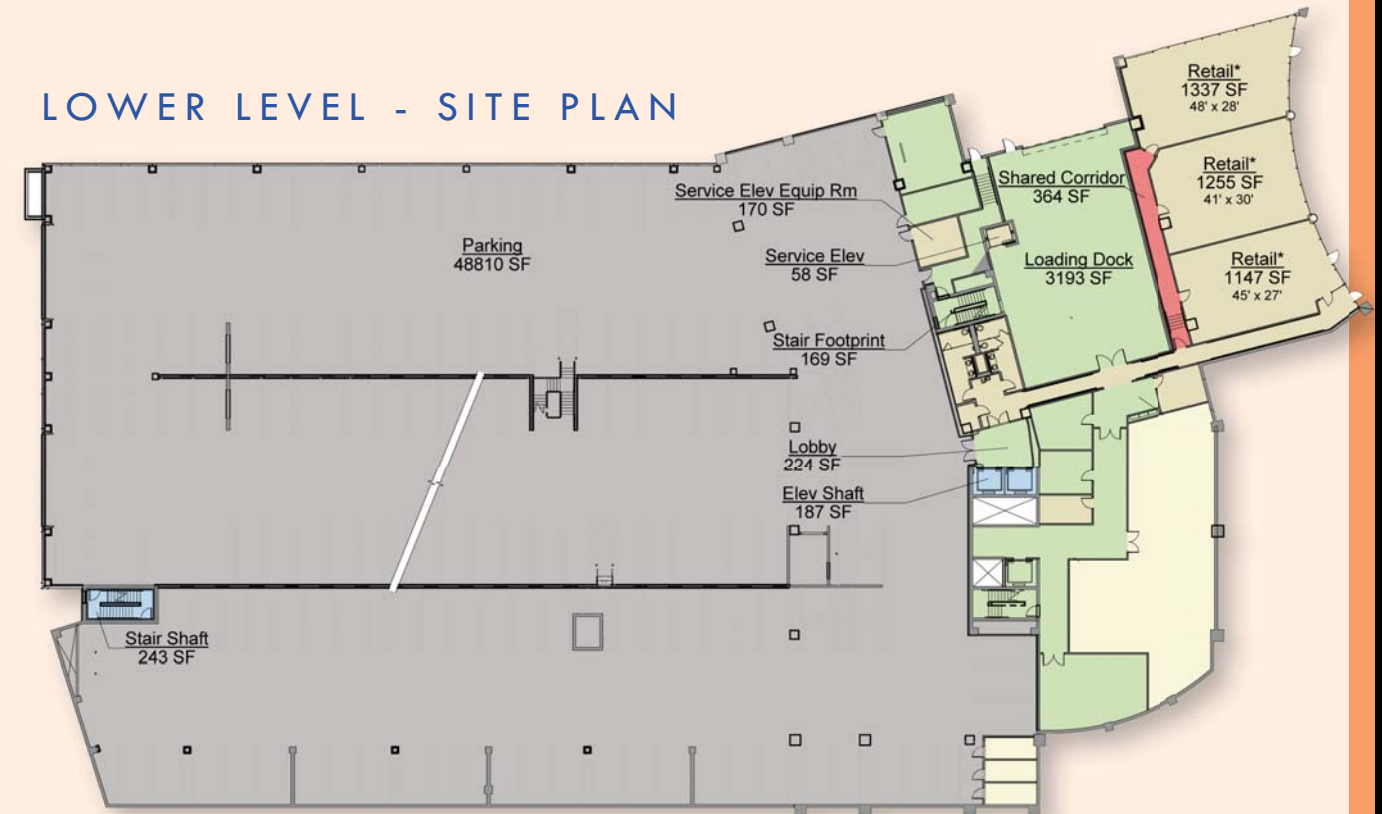 LOWER LEVEL - SITE PLAN
Retail*
1337 SF
48' x 28'
Retail*
1255 SF
41' x 30'
Retail*
1147 SF
45' x 27'
Shared Corridor
364 SF
Loading Dock
3193 SF
Service Elev Equip Rm
170 SF
Service Elev
58 SF
Stair Footprint
169 SF
Parking
48810 SF
Lobby
224 SF
Elev Shaft
187 SF
Stair Shaft
243 SF